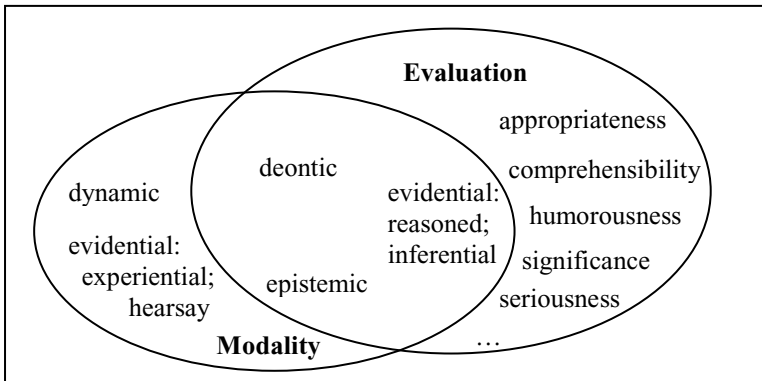 Evaluation
appropriateness
deontic
comprehensibility
dynamic
evidential:
reasoned;
inferential
humorousness
evidential:
experiential;
hearsay
significance
epistemic
seriousness
Modality
…